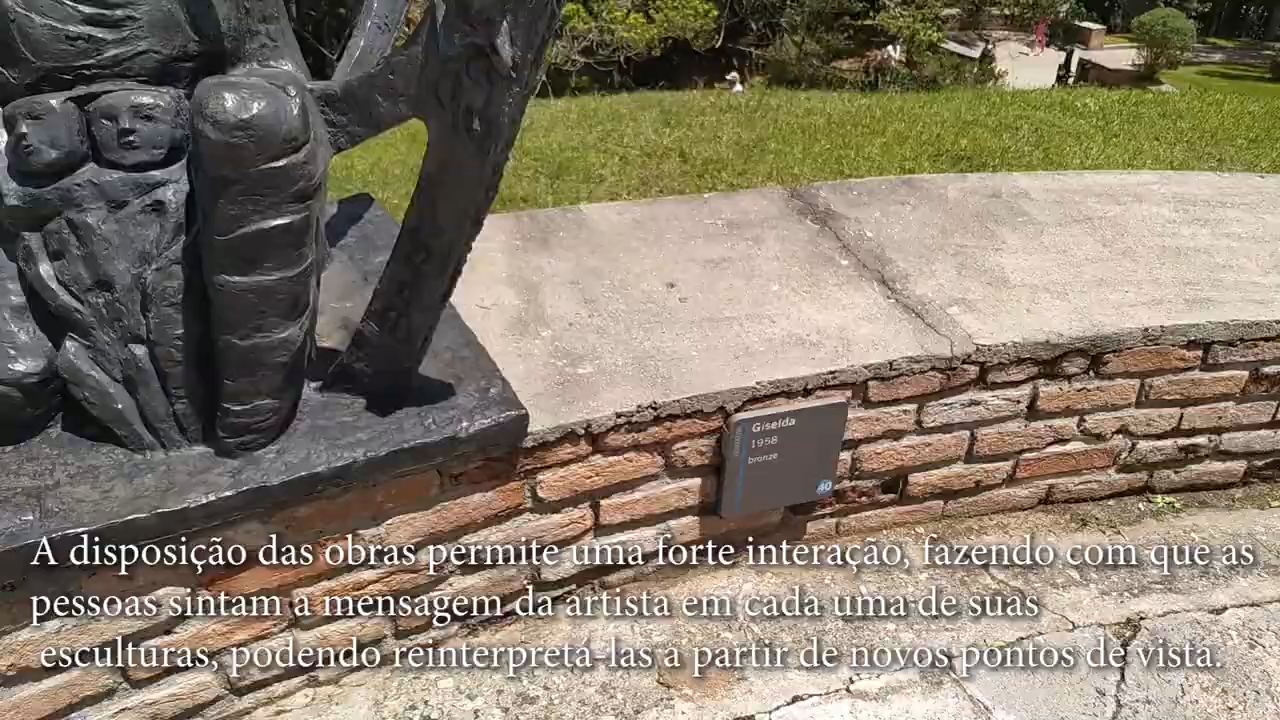 Giselda
1958
bronze
40
A disposição das obras permite uma forte interação, fazendo com que as
pessoas sintam a mensagem da artista em cada uma de suas
esculturas, podendo reinterpretá-las a partir de novos pontos de vista.